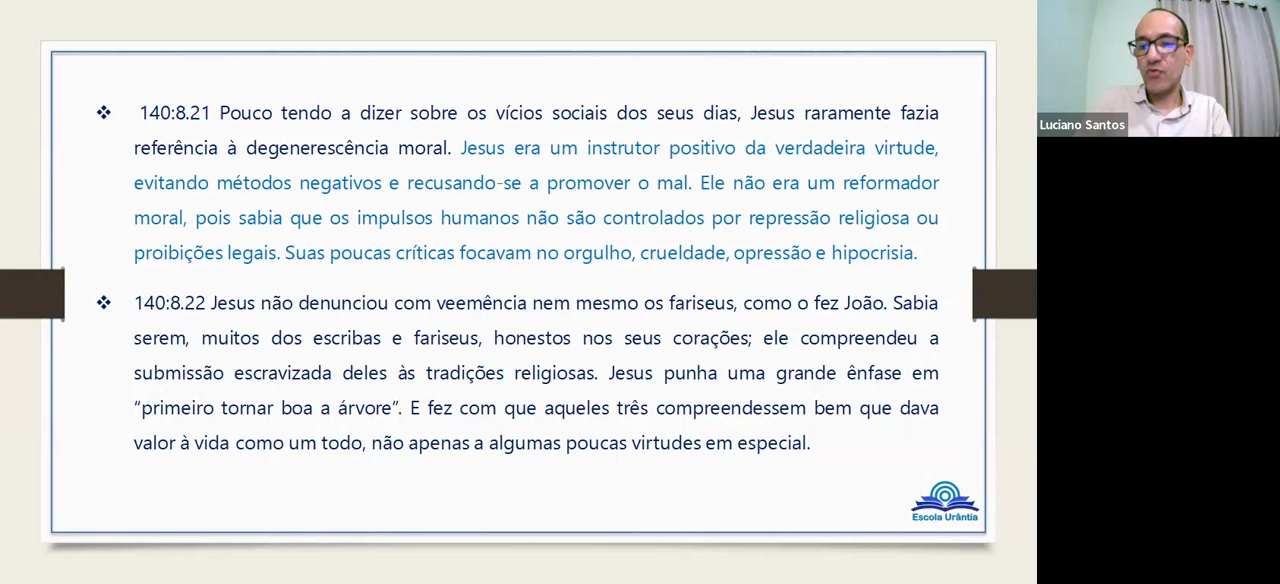 ❖ 140:8.21 Pouco tendo a dizer sobre os vícios sociais dos seus dias, Jesus raramente fazia
referência à degenerescência moral. Jesus era um instrutor positivo da verdadeira virtude,
evitando métodos negativos e recusando-se a promover o mal. Ele não era um reformador
moral, pois sabia que os impulsos humanos não são controlados por repressão religiosa ou
proibições legais. Suas poucas críticas focavam no orgulho, crueldade, opressão e hipocrisia.
❖ 140:8.22 Jesus não denunciou com veemência nem mesmo os fariseus, como o fez João. Sabia
serem, muitos dos escribas e fariseus, honestos nos seus corações; ele compreendeu a
submissão escravizada deles às tradições religiosas. Jesus punha uma grande ênfase em
“primeiro tornar boa a árvore”. E fez com que aqueles três compreendessem bem que dava
valor à vida como um todo, não apenas a algumas poucas virtudes em especial.
Escola Urântia
Luciano Santos